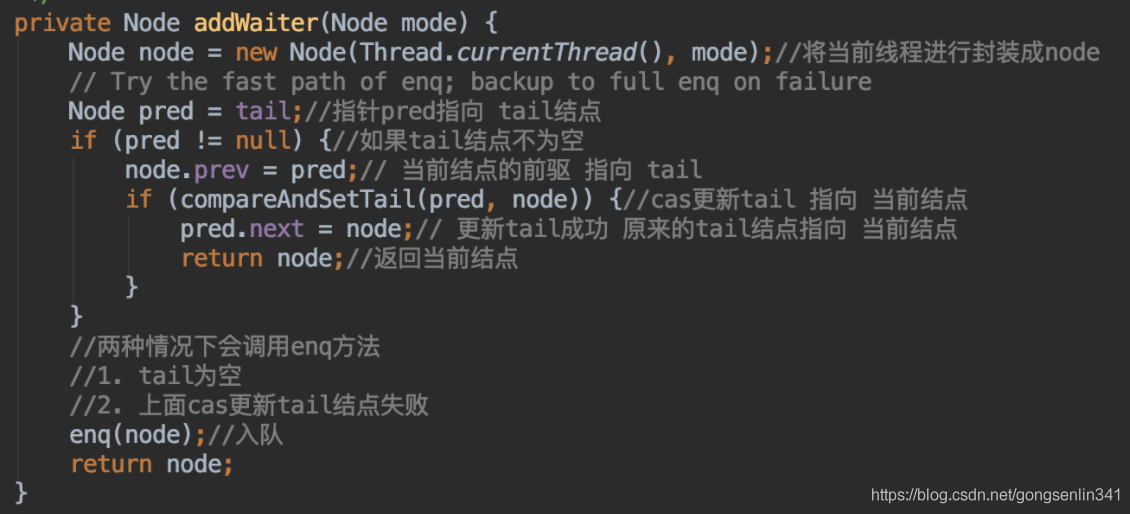 */
private Node addWaiter(Node mode) {
    Node node = new Node(Thread.currentThread(), mode);//将当前线程进行封装成node
    // Try the fast path of enq; backup to full enq on failure
    Node pred = tail;//指针pred指向 tail结点
    if (pred != null) {//如果tail结点不为空
        node.prev = pred;// 当前结点的前驱 指向 tail
        if (compareAndSetTail(pred, node)) {//cas更新tail 指向 当前结点
            pred.next = node;// 更新tail成功 原来的tail结点指向 当前结点
            return node;//返回当前结点
        }
    }
    //两种情况下会调用enq方法
    //1. tail为空
    //2. 上面cas更新tail结点失败
    enq(node);//入队
    return node;
}
https://blog.csdn.net/gongsenlin341